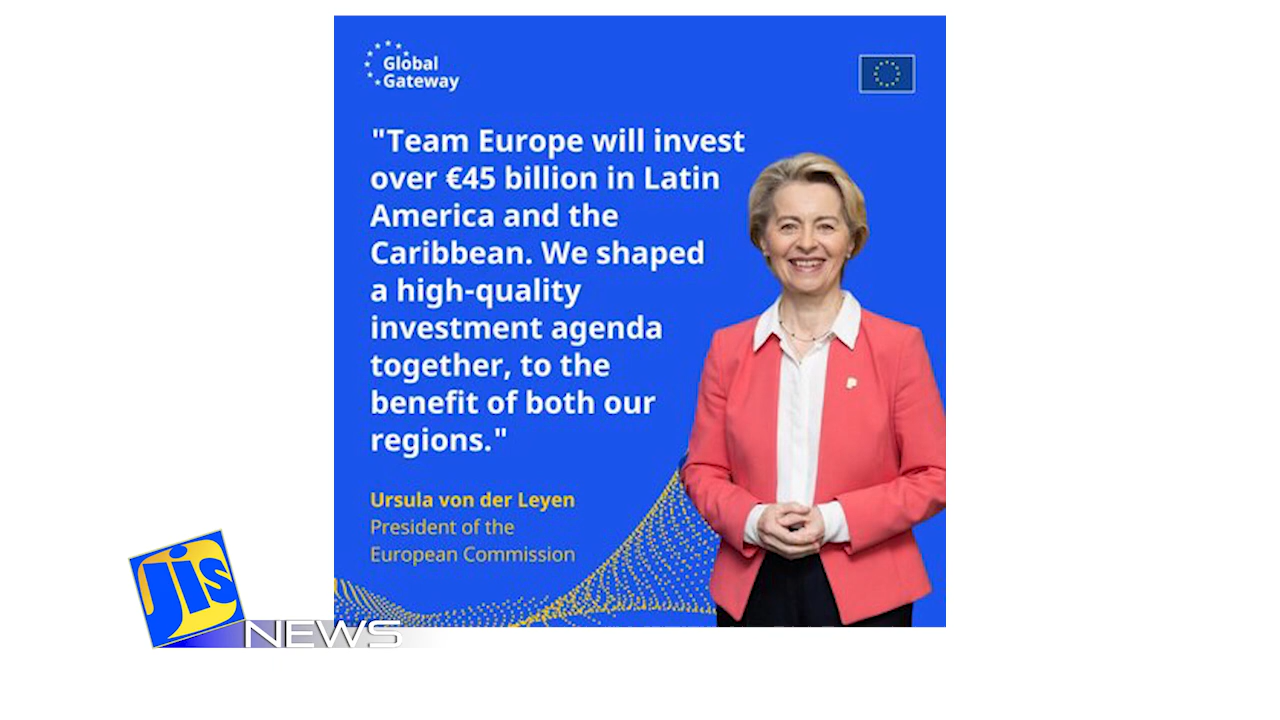 Global
Gateway
"Team Europe will invest
over €45 billion in Latin
America and the
Caribbean. We shaped
a high-quality
investment agenda
together, to the
benefit of both our
regions."
Ursula von der Leyen
President of the
European Commission
jis
NEWS